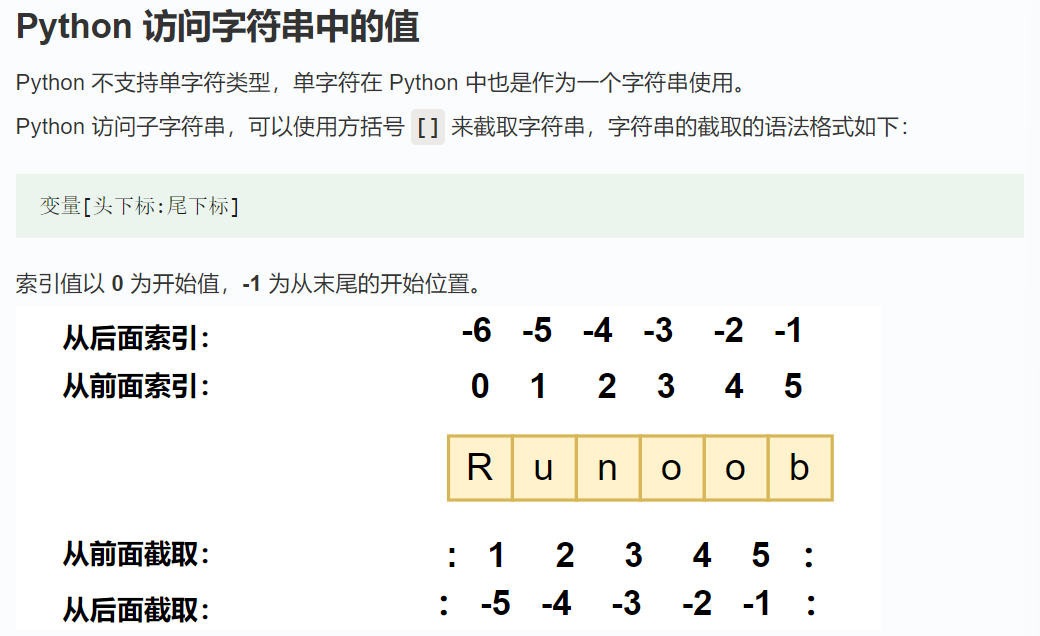 Python 访问字符串中的值
Python 不支持单字符类型，单字符在 Python 中也是作为一个字符串使用。
Python 访问子字符串，可以使用方括号 [] 来截取字符串，字符串的截取的语法格式如下：
变量[头下标:尾下标]
索引值以 0 为开始值，-1 为从末尾的开始位置。
从后面索引： -6 -5 -4 -3 -2 -1
从前面索引： 0 1 2 3 4 5
R u n o o b
从前面截取： : 1 2 3 4 5 :
从后面截取： : -5 -4 -3 -2 -1 :